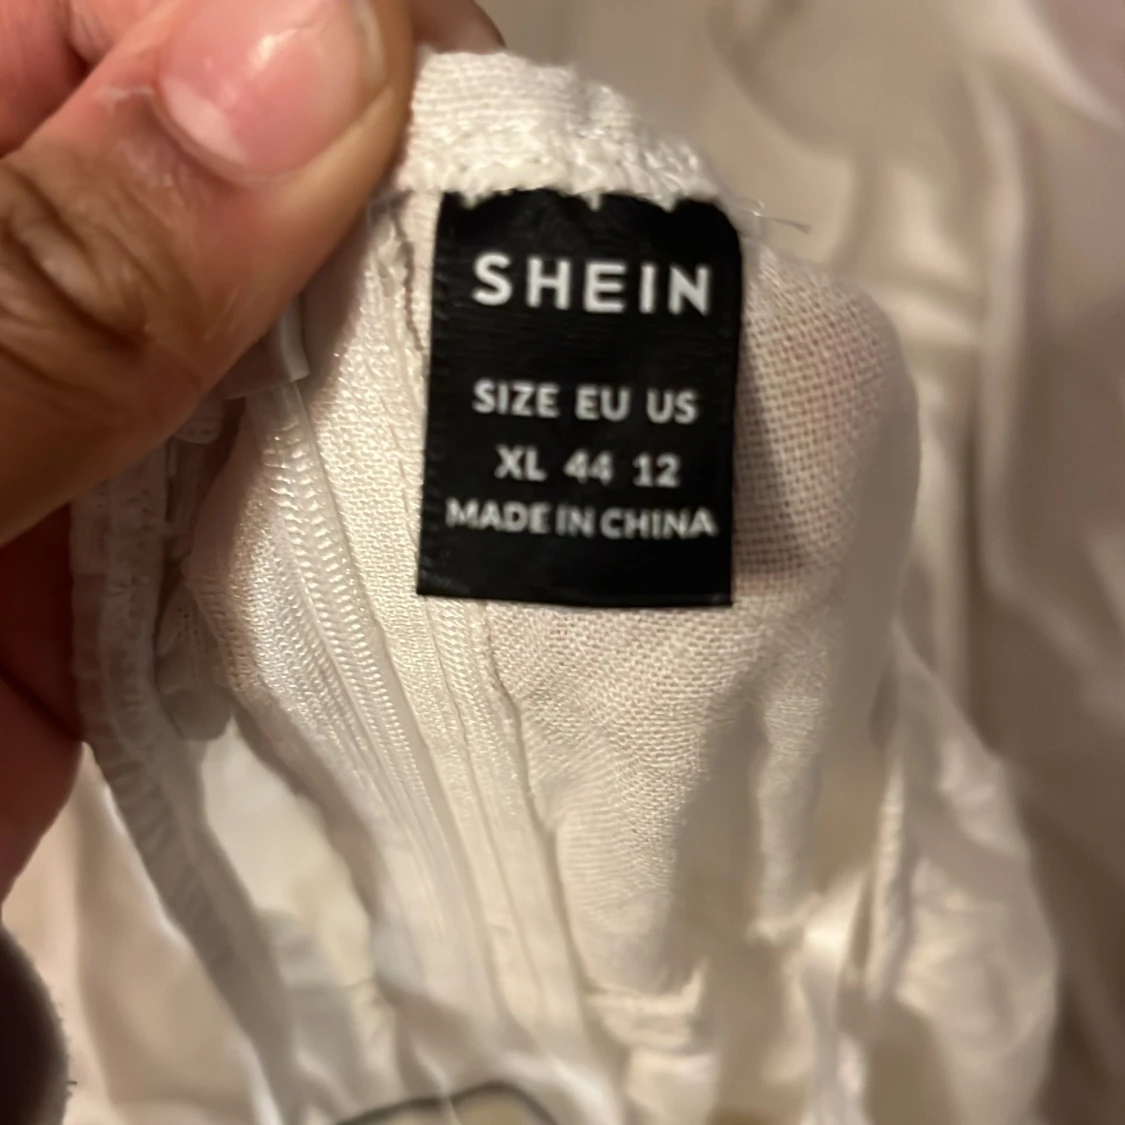 SHEIN
SIZE EU US
XL 44 12
MADE IN CHINA